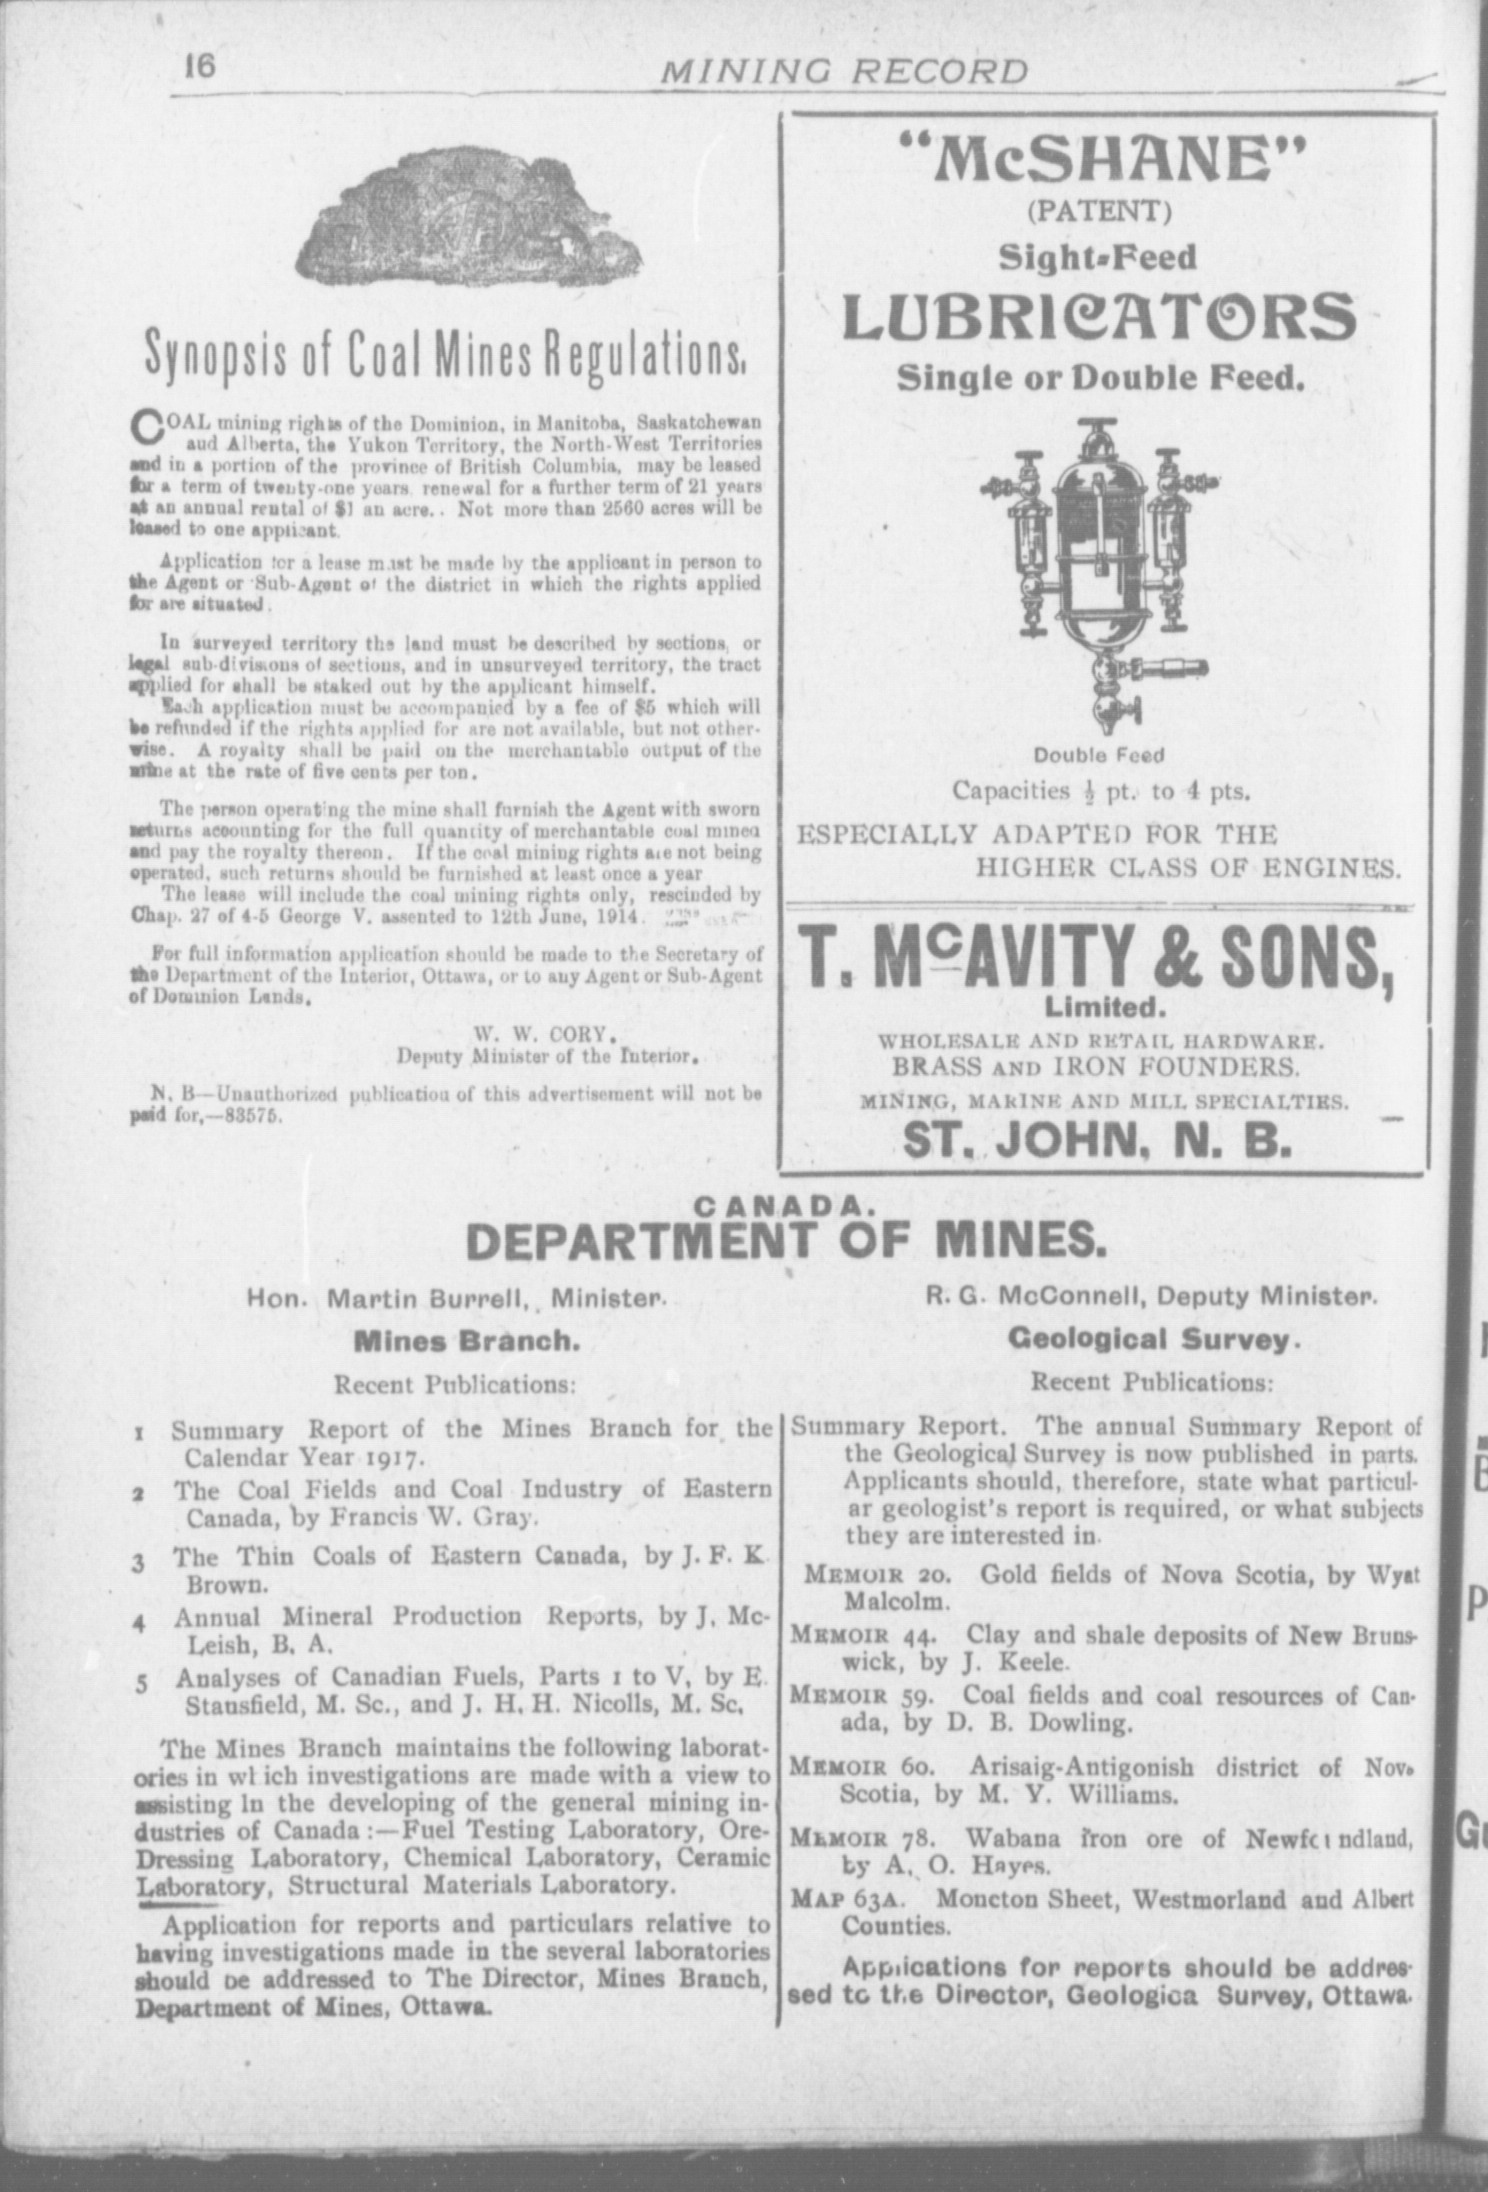 16
MINING RECORD
Synopsis of Coal Mines Regulations.
COAL mining rights of the Dominion, in Manitoba, Saskatchewan
aud Alberta, the Yukon Territory, the North-West Territories
and in a portion of the province of British Columbia, may be leased
for a term of twenty-one years. renewal for a further term of 21 years
at an annual rental of $1 an acre.. Not more than 2560 acres will be
leased to one applicant.
Application for a lease must be made by the applicant in person to
the Agent or Sub-Agent of the district in which the rights applied
for are situated.
In surveyed territory the land must be described by sections, or
legal sub-divisions of sections, and in unsurveyed territory, the tract
applied for shall be staked out by the applicant himself.
Each application must be accompanied by a fee of $5 which will
be refunded if the rights applied for are not available, but not other-
wise. A royalty shall be paid on the merchantable output of the
mine at the rate of five cents per ton.
The person operating the mine shall furnish the Agent with sworn
returns accounting for the full quantity of merchantable coal mined
and pay the royalty thereon. If the coal mining rights are not being
operated, such returns should be furnished at least once a year
The lease will include the coal mining rights only, rescinded by
Chap. 27 of 4-5 George V. assented to 12th June, 1914.
For full information application should be made to the Secretary of
the Department of the Interior, Ottawa, or to any Agent or Sub-Agent
of Dominion Lands.
W. W. CORY.
Deputy Minister of the Interior.
N. B—Unauthorized publication of this advertisement will not be
paid for,—83575.
"McSHANE"
(PATENT)
Sight-Feed
LUBRICATORS
Single or Double Feed.
Double Feed
Capacities ½ pt. to 4 pts.
ESPECIALLY ADAPTED FOR THE
HIGHER CLASS OF ENGINES.
T. McAVITY & SONS,
Limited.
WHOLESALE AND RETAIL HARDWARE.
BRASS AND IRON FOUNDERS.
MINING, MARINE AND MILL SPECIALTIES.
ST. JOHN, N. B.
CANADA.
DEPARTMENT OF MINES.
Hon. Martin Burrell, Minister.
R. G. McConnell, Deputy Minister.
Mines Branch.
Recent Publications:
1 Summary Report of the Mines Branch for the
Calendar Year 1917.
2 The Coal Fields and Coal Industry of Eastern
Canada, by Francis W. Gray.
3 The Thin Coals of Eastern Canada, by J. F. K.
Brown.
4 Annual Mineral Production Reports, by J. Mc-
Leish, B. A.
5 Analyses of Canadian Fuels, Parts I to V, by E.
Stansfield, M. Sc., and J. H. H. Nicolls, M. Sc.
The Mines Branch maintains the following laborat-
ories in which investigations are made with a view to
assisting In the developing of the general mining in-
dustries of Canada :—Fuel Testing Laboratory, Ore-
Dressing Laboratory, Chemical Laboratory, Ceramic
Laboratory, Structural Materials Laboratory.
Application for reports and particulars relative to
having investigations made in the several laboratories
should be addressed to The Director, Mines Branch,
Department of Mines, Ottawa.
Geological Survey.
Recent Publications:
Summary Report. The annual Summary Report of
the Geological Survey is now published in parts.
Applicants should, therefore, state what particul-
ar geologist's report is required, or what subjects
they are interested in.
MEMOIR 20. Gold fields of Nova Scotia, by Wyat
Malcolm.
MEMOIR 44. Clay and shale deposits of New Bruns-
wick, by J. Keele.
MEMOIR 59. Coal fields and coal resources of Can-
ada, by D. B. Dowling.
MEMOIR 60. Arisaig-Antigonish district of Nova
Scotia, by M. Y. Williams.
MEMOIR 78. Wabana iron ore of Newfoundland,
by A. O. Hayes.
MAP 63A. Moncton Sheet, Westmorland and Albert
Counties.
Applications for reports should be addres-
sed to the Director, Geologica Survey, Ottawa.